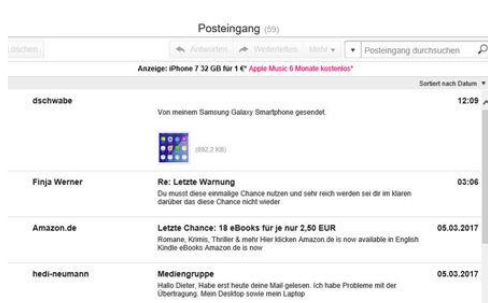 Posteingang (59)
Löschen
Antworten Weiterleiten Mehr Posteingang durchsuchen
Anzeige: iPhone 7 32 GB für 1 €* Apple Music 6 Monate kostenlos*
Sortiert nach Datum
dschwabe 12:09
Von meinem Samsung Galaxy Smartphone gesendet.
(892,2 KB)
Finja Werner Re: Letzte Warnung 03:06
Du musst diese einmalige Chance nutzen und sehr reich werden sei dir im klaren
darüber das diese Chance nicht wieder
Amazon.de Letzte Chance: 18 eBooks für je nur 2,50 EUR 05.03.2017
Romane, Krimis, Thriller & mehr Hier klicken Amazon.de is now available in English
Kindle eBooks Amazon.de is now
hedi-neumann Mediengruppe 05.03.2017
Hallo Dieter, Habe erst heute deine Mail gelesen. Ich habe Probleme mit der
Übertragung. Mein Desktop sowie mein Laptop